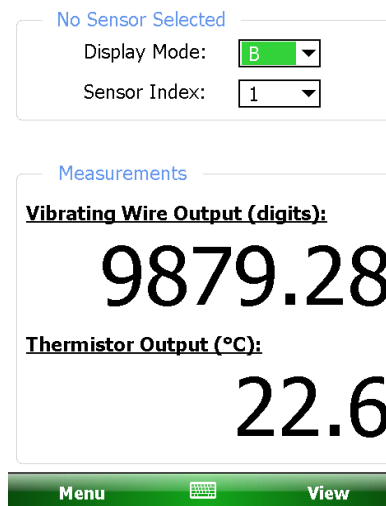 No Sensor Selected
Display Mode: B
Sensor Index: 1
Measurements
Vibrating Wire Output (digits):
9879.28
Thermistor Output (°C):
22.6
Menu View